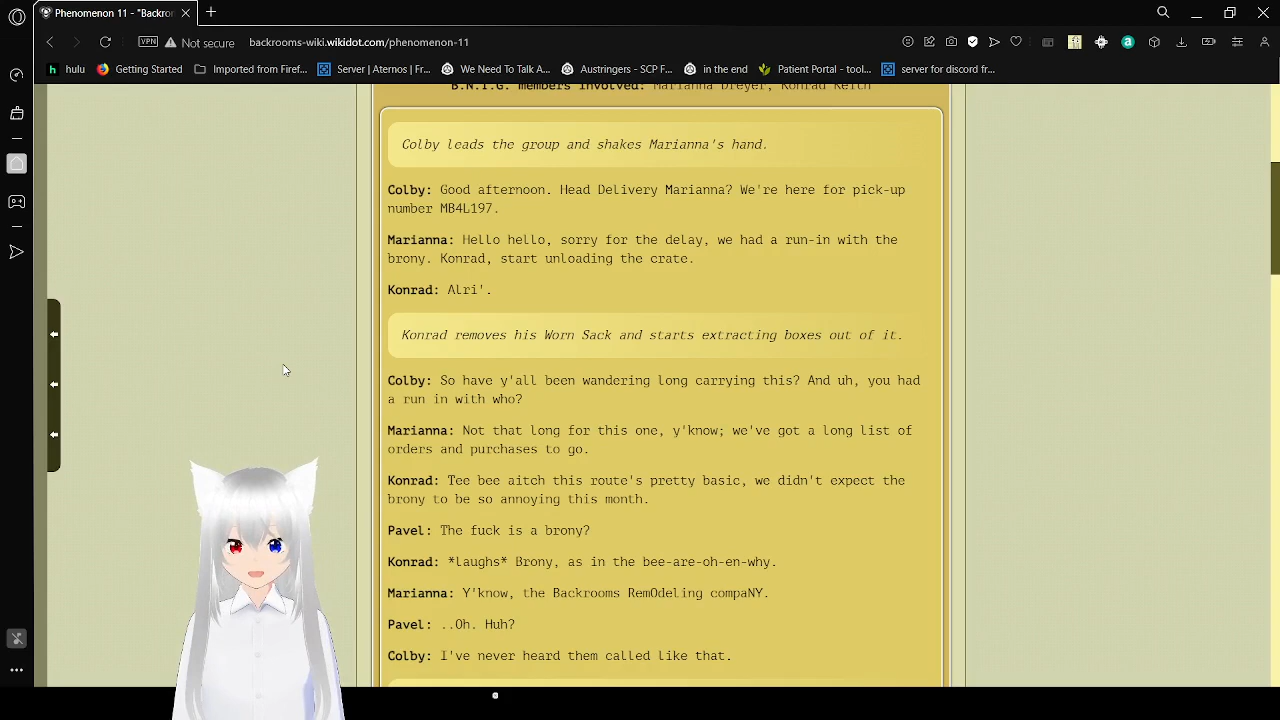 Phenomenon 11 - "Backroo
VPN Not secure backrooms-wiki.wikidot.com/phenomenon-11
hulu Getting Started Imported from Firef... Server | Aternos | Fr... We Need To Talk A... Austringers - SCP F... in the end Patient Portal - tool... server for discord fr...
B.N.T.G. members involved: Marianna Dreyer, Konrad Keith
Colby leads the group and shakes Marianna's hand.
Colby: Good afternoon. Head Delivery Marianna? We're here for pick-up
number MB4L197.
Marianna: Hello hello, sorry for the delay, we had a run-in with the
brony. Konrad, start unloading the crate.
Konrad: Alri'.
Konrad removes his Worn Sack and starts extracting boxes out of it.
Colby: So have y'all been wandering long carrying this? And uh, you had
a run in with who?
Marianna: Not that long for this one, y'know; we've got a long list of
orders and purchases to go.
Konrad: Tee bee aitch this route's pretty basic, we didn't expect the
brony to be so annoying this month.
Pavel: The fuck is a brony?
Konrad: *laughs* Brony, as in the bee-are-oh-en-why.
Marianna: Y'know, the Backrooms RemOdeling compaNY.
Pavel: ..Oh. Huh?
Colby: I've never heard them called like that.